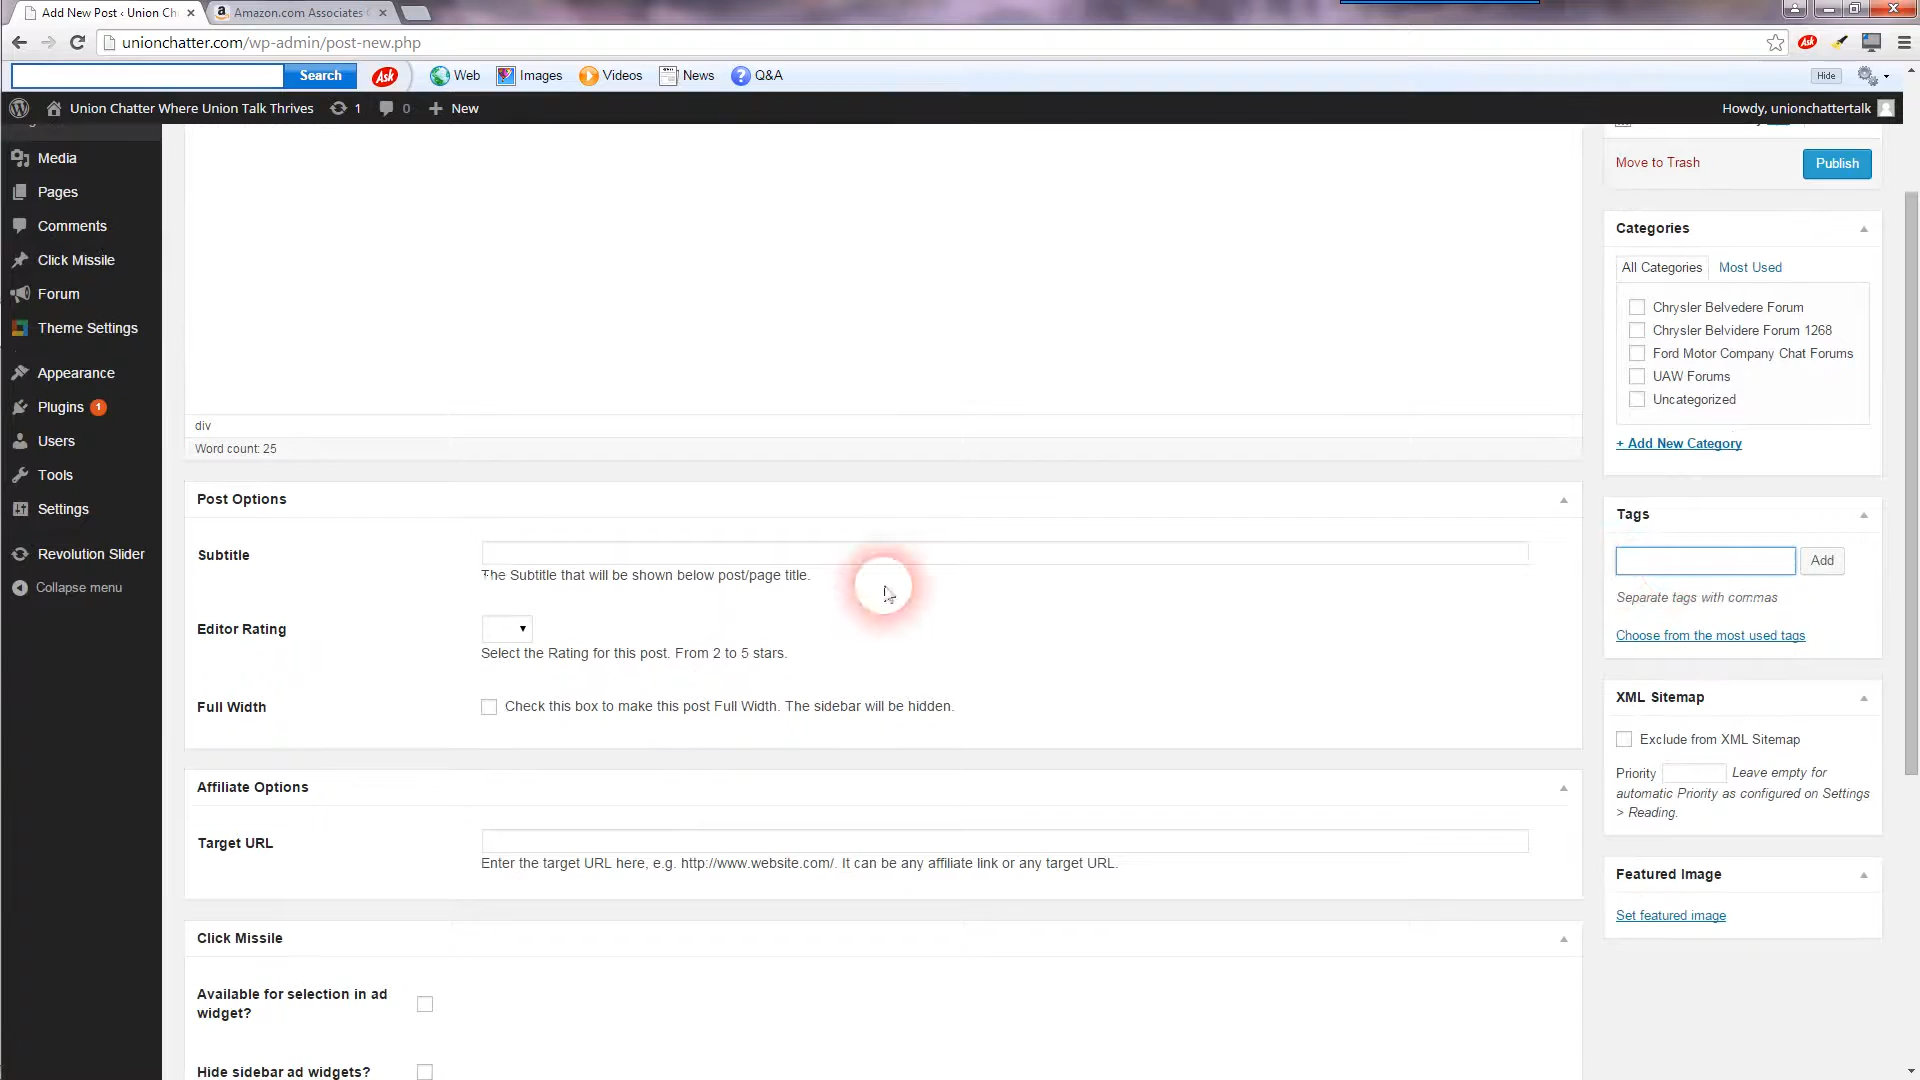 Add New Post ‹ Union Ch
Amazon.com Associates
unionchatter.com/wp-admin/post-new.php
Ask
Search
Ask
Web
Images
Videos
News
Q&A
Hide
Union Chatter Where Union Talk Thrives
1
0
New
Howdy, unionchattertalk
Media
Pages
Comments
Click Missile
Forum
Theme Settings
Appearance
Plugins 1
Users
Tools
Settings
Revolution Slider
Collapse menu
div
Word count: 25
Post Options
Subtitle
The Subtitle that will be shown below post/page title.
Editor Rating
Select the Rating for this post. From 2 to 5 stars.
Full Width
Check this box to make this post Full Width. The sidebar will be hidden.
Affiliate Options
Target URL
Enter the target URL here, e.g. http://www.website.com/. It can be any affiliate link or any target URL.
Click Missile
Available for selection in ad
widget?
Hide sidebar ad widgets?
Move to Trash
Publish
Categories
All Categories
Most Used
Chrysler Belvedere Forum
Chrysler Belvidere Forum 1268
Ford Motor Company Chat Forums
UAW Forums
Uncategorized
+ Add New Category
Tags
Add
Separate tags with commas
Choose from the most used tags
XML Sitemap
Exclude from XML Sitemap
Priority
Leave empty for
automatic Priority as configured on Settings
> Reading.
Featured Image
Set featured image